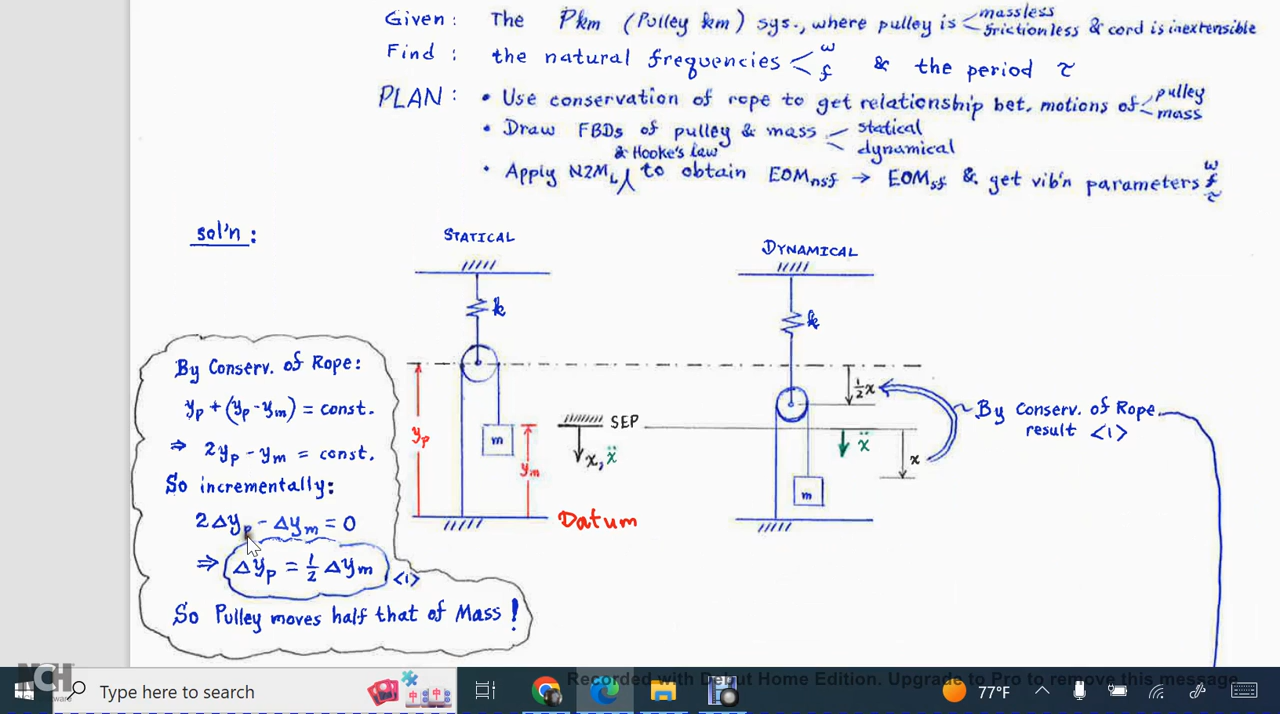 Given: The Pkm (Pulley km) sys., where pulley is < massless frictionless & cord is inextensible
Find: the natural frequencies < ω f & the period τ
PLAN: • Use conservation of rope to get relationship bet. motions of < pulley mass
• Draw FBDs of pulley & mass < statical dynamical
& Hooke's law
• Apply N2ML to obtain EOMnsf → EOMsf & get vib'n parameters ω f τ
sol'n:
STATICAL
DYNAMICAL
k
k
By Conserv. of Rope:
yp + (yp - ym) = const.
⇒ 2yp - ym = const.
So incrementally:
2Δyp - Δym = 0
⇒ Δyp = 1/2 Δym <1>
So Pulley moves half that of Mass!
yp
m
ym
SEP
x, ẍ
Datum
1/2x
ẍ
x
m
By Conserv. of Rope
result <1>
NCH
Software
Type here to search
Recorded with Debut Home Edition. Upgrade to Pro to remove this message.
77°F